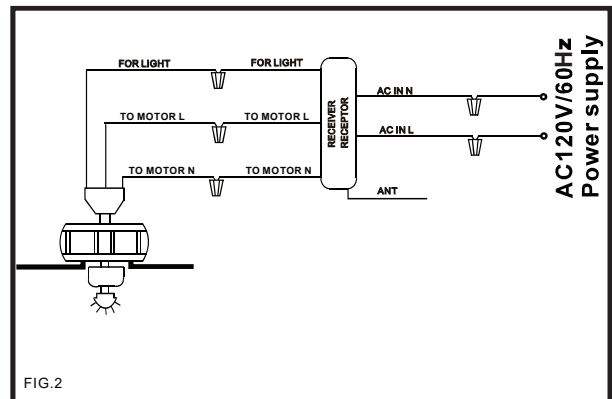 FOR LIGHT FOR LIGHT
TO MOTOR L TO MOTOR L
TO MOTOR N TO MOTOR N
RECEIVER
RECEPTOR
AC IN N
AC IN L
ANT
AC120V/60Hz
Power supply
FIG.2